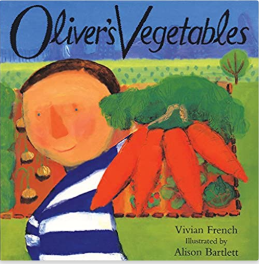 Oliver's Vegetables
Vivian French
Illustrated by
Alison Bartlett